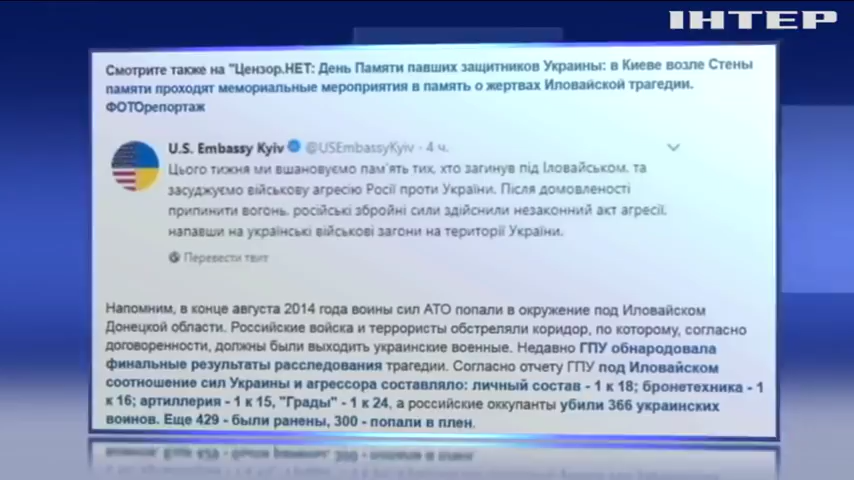 ІНТЕР
Смотрите также на "Цензор.НЕТ: День Памяти павших защитников Украины: в Киеве возле Стены
памяти проходят мемориальные мероприятия в память о жертвах Иловайской трагедии.
ФОТОрепортаж
U.S. Embassy Kyiv @USEmbassyKyiv · 4 ч.
Цього тижня ми вшановуємо пам'ять тих, хто загинув під Іловайськом, та
засуджуємо військову агресію Росії проти України. Після домовленості
припинити вогонь, російські збройні сили здійснили незаконний акт агресії,
напавши на українські військові загони на території України.
Перевести твит
Напомним, в конце августа 2014 года воины сил АТО попали в окружение под Иловайском
Донецкой области. Российские войска и террористы обстреляли коридор, по которому, согласно
договоренности, должны были выходить украинские военные. Недавно ГПУ обнародовала
финальные результаты расследования трагедии. Согласно отчету ГПУ под Иловайском
соотношение сил Украины и агрессора составляло: личный состав - 1 к 18; бронетехника - 1
к 16; артиллерия - 1 к 15, "Грады" - 1 к 24, а российские оккупанты убили 366 украинских
воинов. Еще 429 - были ранены, 300 - попали в плен.